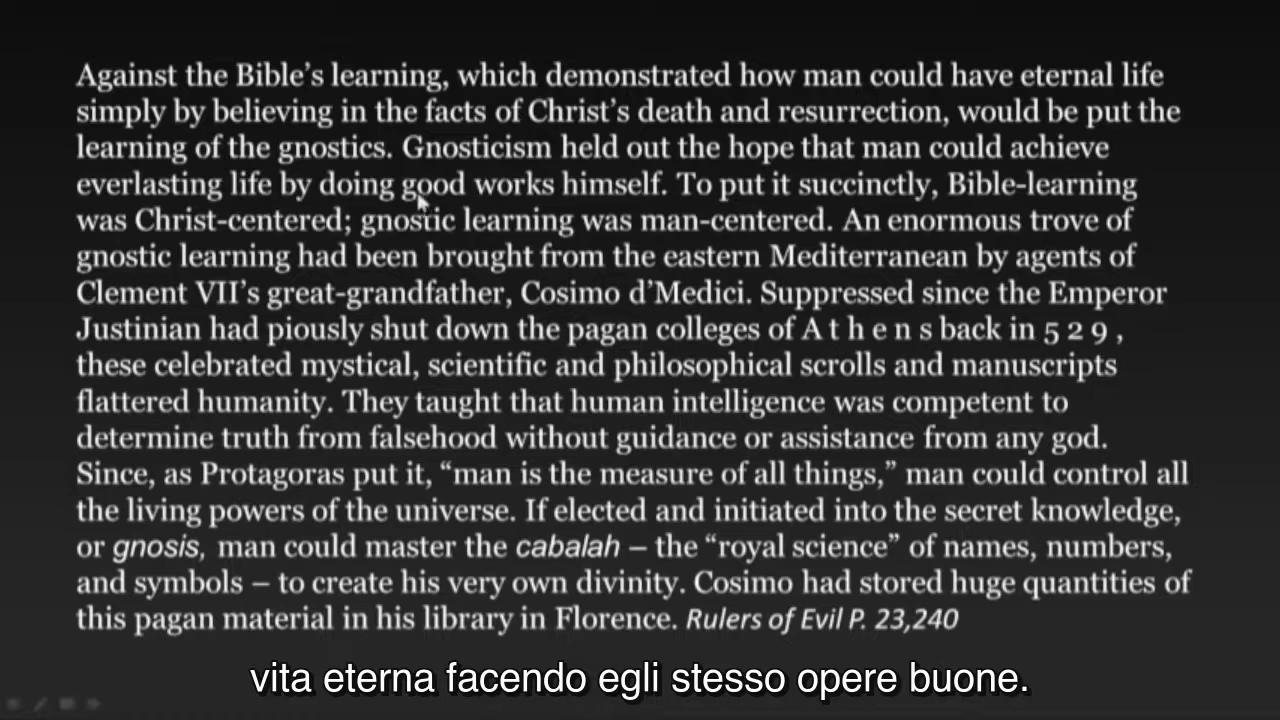 Against the Bible's learning, which demonstrated how man could have eternal life
simply by believing in the facts of Christ's death and resurrection, would be put the
learning of the gnostics. Gnosticism held out the hope that man could achieve
everlasting life by doing good works himself. To put it succinctly, Bible-learning
was Christ-centered; gnostic learning was man-centered. An enormous trove of
gnostic learning had been brought from the eastern Mediterranean by agents of
Clement VII's great-grandfather, Cosimo d'Medici. Suppressed since the Emperor
Justinian had piously shut down the pagan colleges of A t h e n s back in 5 2 9 ,
these celebrated mystical, scientific and philosophical scrolls and manuscripts
flattered humanity. They taught that human intelligence was competent to
determine truth from falsehood without guidance or assistance from any god.
Since, as Protagoras put it, “man is the measure of all things,” man could control all
the living powers of the universe. If elected and initiated into the secret knowledge,
or gnosis, man could master the cabalah – the “royal science” of names, numbers,
and symbols – to create his very own divinity. Cosimo had stored huge quantities of
this pagan material in his library in Florence. Rulers of Evil P. 23,240
vita eterna facendo egli stesso opere buone.